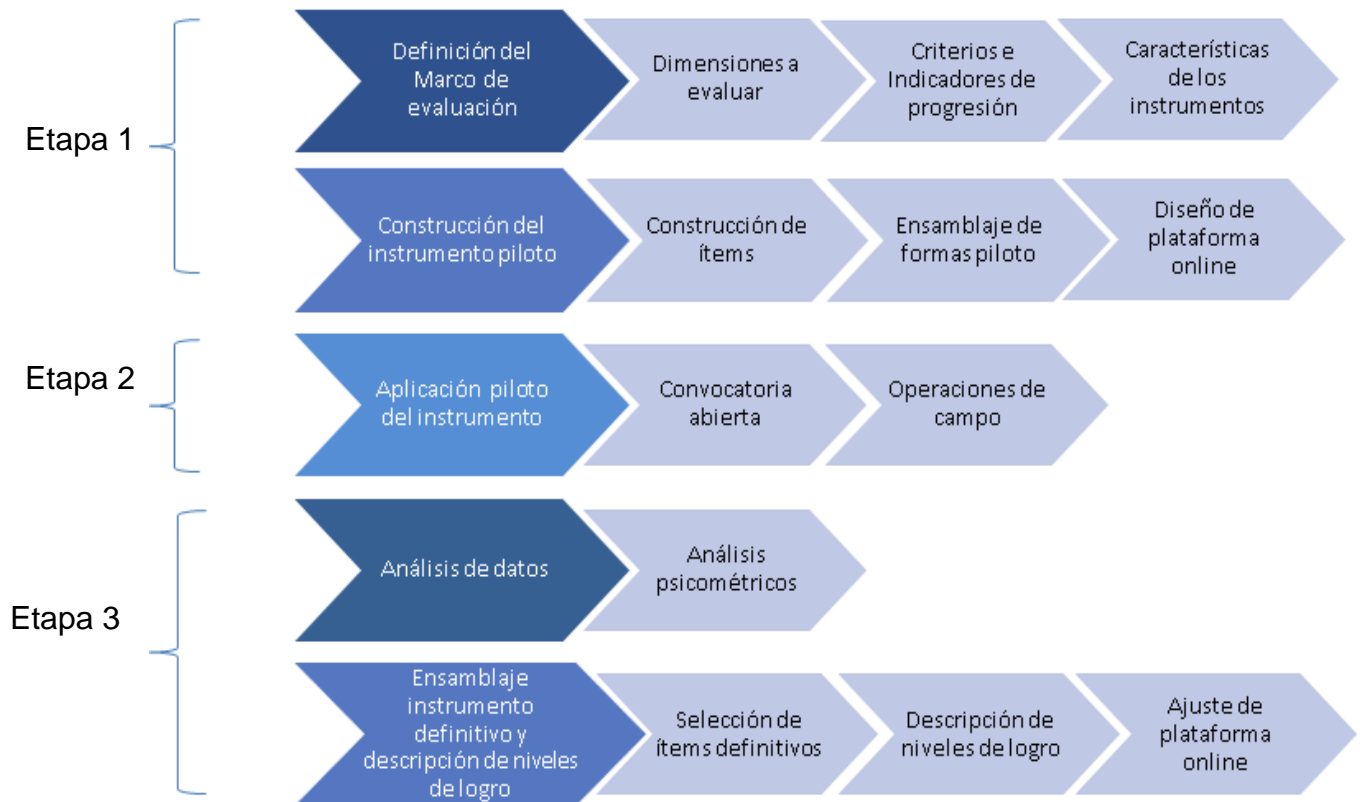 Etapa 1
Definición del
Marco de
evaluación
Dimensiones a
evaluar
Criterios e
Indicadores de
progresión
Características
de los
instrumentos
Construcción del
instrumento piloto
Construcción de
ítems
Ensamblaje de
formas piloto
Diseño de
plataforma
online
Etapa 2
Aplicación piloto
del instrumento
Convocatoria
abierta
Operaciones de
campo
Etapa 3
Análisis de datos
Análisis
psicométricos
Ensamblaje
instrumento
definitivo y
descripción de niveles
de logro
Selección de
ítems definitivos
Descripción de
niveles de logro
Ajuste de
plataforma
online